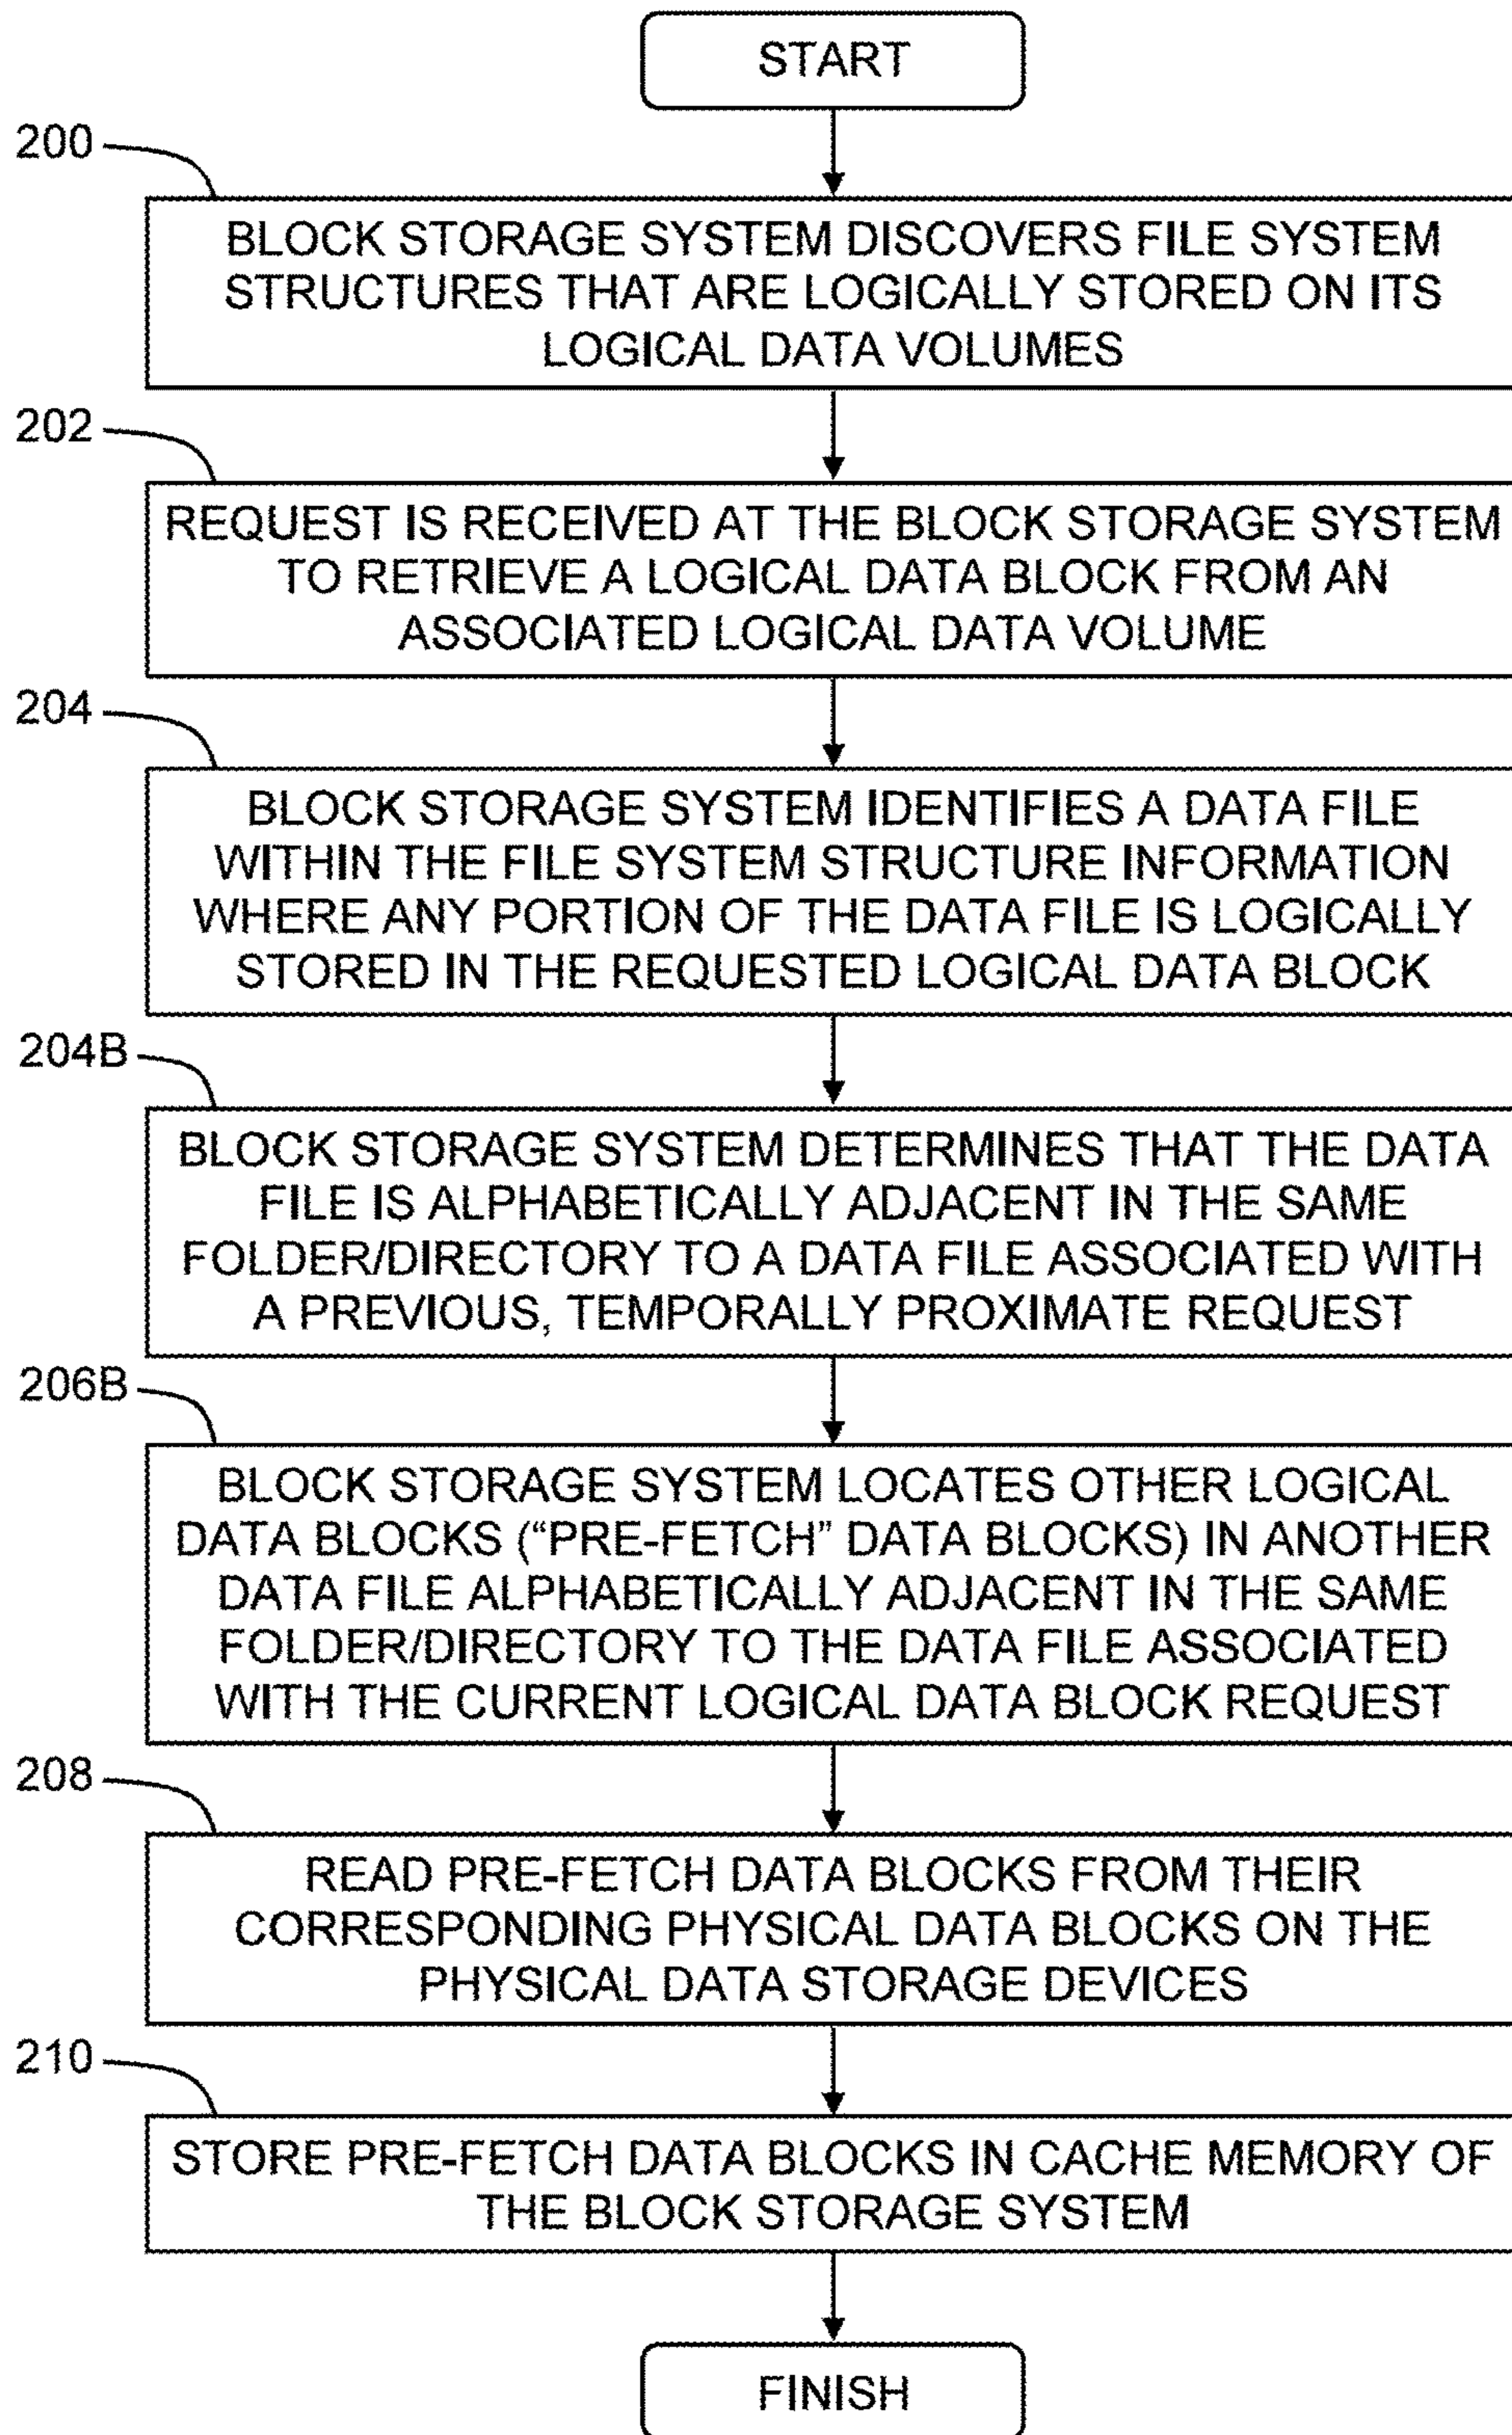 START
200
BLOCK STORAGE SYSTEM DISCOVERS FILE SYSTEM
STRUCTURES THAT ARE LOGICALLY STORED ON ITS
LOGICAL DATA VOLUMES
202
REQUEST IS RECEIVED AT THE BLOCK STORAGE SYSTEM
TO RETRIEVE A LOGICAL DATA BLOCK FROM AN
ASSOCIATED LOGICAL DATA VOLUME
204
BLOCK STORAGE SYSTEM IDENTIFIES A DATA FILE
WITHIN THE FILE SYSTEM STRUCTURE INFORMATION
WHERE ANY PORTION OF THE DATA FILE IS LOGICALLY
STORED IN THE REQUESTED LOGICAL DATA BLOCK
204B
BLOCK STORAGE SYSTEM DETERMINES THAT THE DATA
FILE IS ALPHABETICALLY ADJACENT IN THE SAME
FOLDER/DIRECTORY TO A DATA FILE ASSOCIATED WITH
A PREVIOUS, TEMPORALLY PROXIMATE REQUEST
206B
BLOCK STORAGE SYSTEM LOCATES OTHER LOGICAL
DATA BLOCKS (“PRE-FETCH” DATA BLOCKS) IN ANOTHER
DATA FILE ALPHABETICALLY ADJACENT IN THE SAME
FOLDER/DIRECTORY TO THE DATA FILE ASSOCIATED
WITH THE CURRENT LOGICAL DATA BLOCK REQUEST
208
READ PRE-FETCH DATA BLOCKS FROM THEIR
CORRESPONDING PHYSICAL DATA BLOCKS ON THE
PHYSICAL DATA STORAGE DEVICES
210
STORE PRE-FETCH DATA BLOCKS IN CACHE MEMORY OF
THE BLOCK STORAGE SYSTEM
FINISH